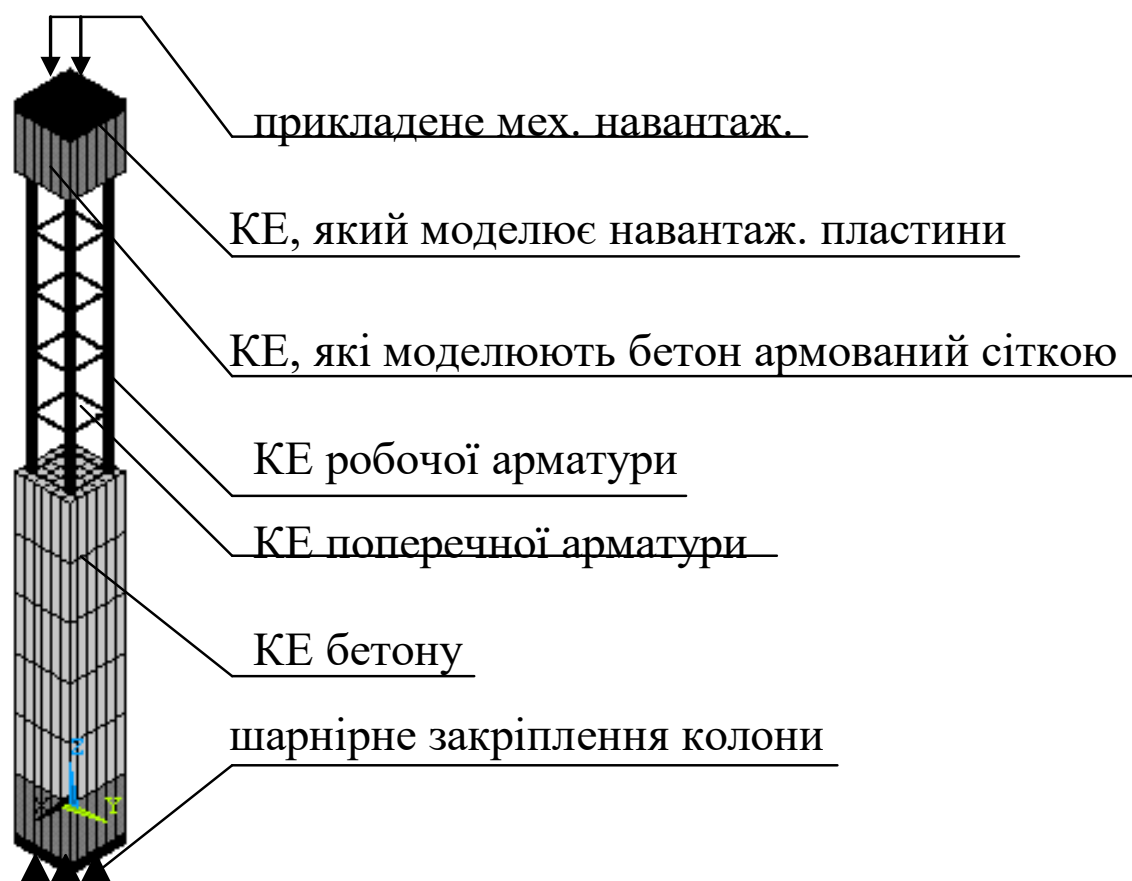 прикладене мех. навантаж.
КЕ, який моделює навантаж. пластини
КЕ, які моделюють бетон армований сіткою
КЕ робочої арматури
КЕ поперечної арматури
КЕ бетону
шарнірне закріплення колони
Z
X Y